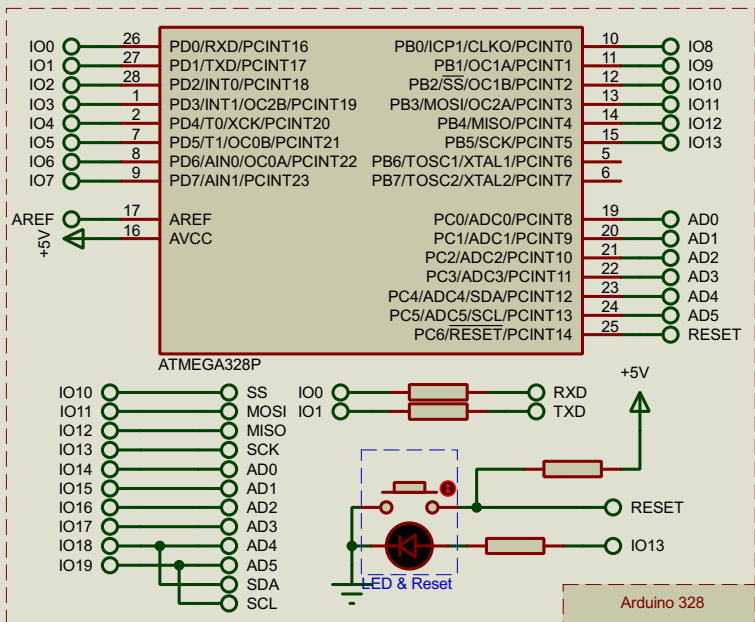 IO0 26 PD0/RXD/PCINT16 PB0/ICP1/CLKO/PCINT0 10 IO8
IO1 27 PD1/TXD/PCINT17 PB1/OC1A/PCINT1 11 IO9
IO2 28 PD2/INT0/PCINT18 PB2/SS/OC1B/PCINT2 12 IO10
IO3 1 PD3/INT1/OC2B/PCINT19 PB3/MOSI/OC2A/PCINT3 13 IO11
IO4 2 PD4/T0/XCK/PCINT20 PB4/MISO/PCINT4 14 IO12
IO5 7 PD5/T1/OC0B/PCINT21 PB5/SCK/PCINT5 15 IO13
IO6 8 PD6/AIN0/OC0A/PCINT22 PB6/TOSC1/XTAL1/PCINT6 5
IO7 9 PD7/AIN1/PCINT23 PB7/TOSC2/XTAL2/PCINT7 6
AREF 17 AREF PC0/ADC0/PCINT8 19 AD0
+5V 16 AVCC PC1/ADC1/PCINT9 20 AD1
PC2/ADC2/PCINT10 21 AD2
PC3/ADC3/PCINT11 22 AD3
PC4/ADC4/SDA/PCINT12 23 AD4
PC5/ADC5/SCL/PCINT13 24 AD5
PC6/RESET/PCINT14 25 RESET
ATMEGA328P
+5V
IO10 SS IO0 RXD
IO11 MOSI IO1 TXD
IO12 MISO
IO13 SCK
IO14 AD0
IO15 AD1
IO16 AD2 RESET
IO17 AD3
IO18 AD4 IO13
IO19 AD5
SDA LED & Reset
SCL Arduino 328